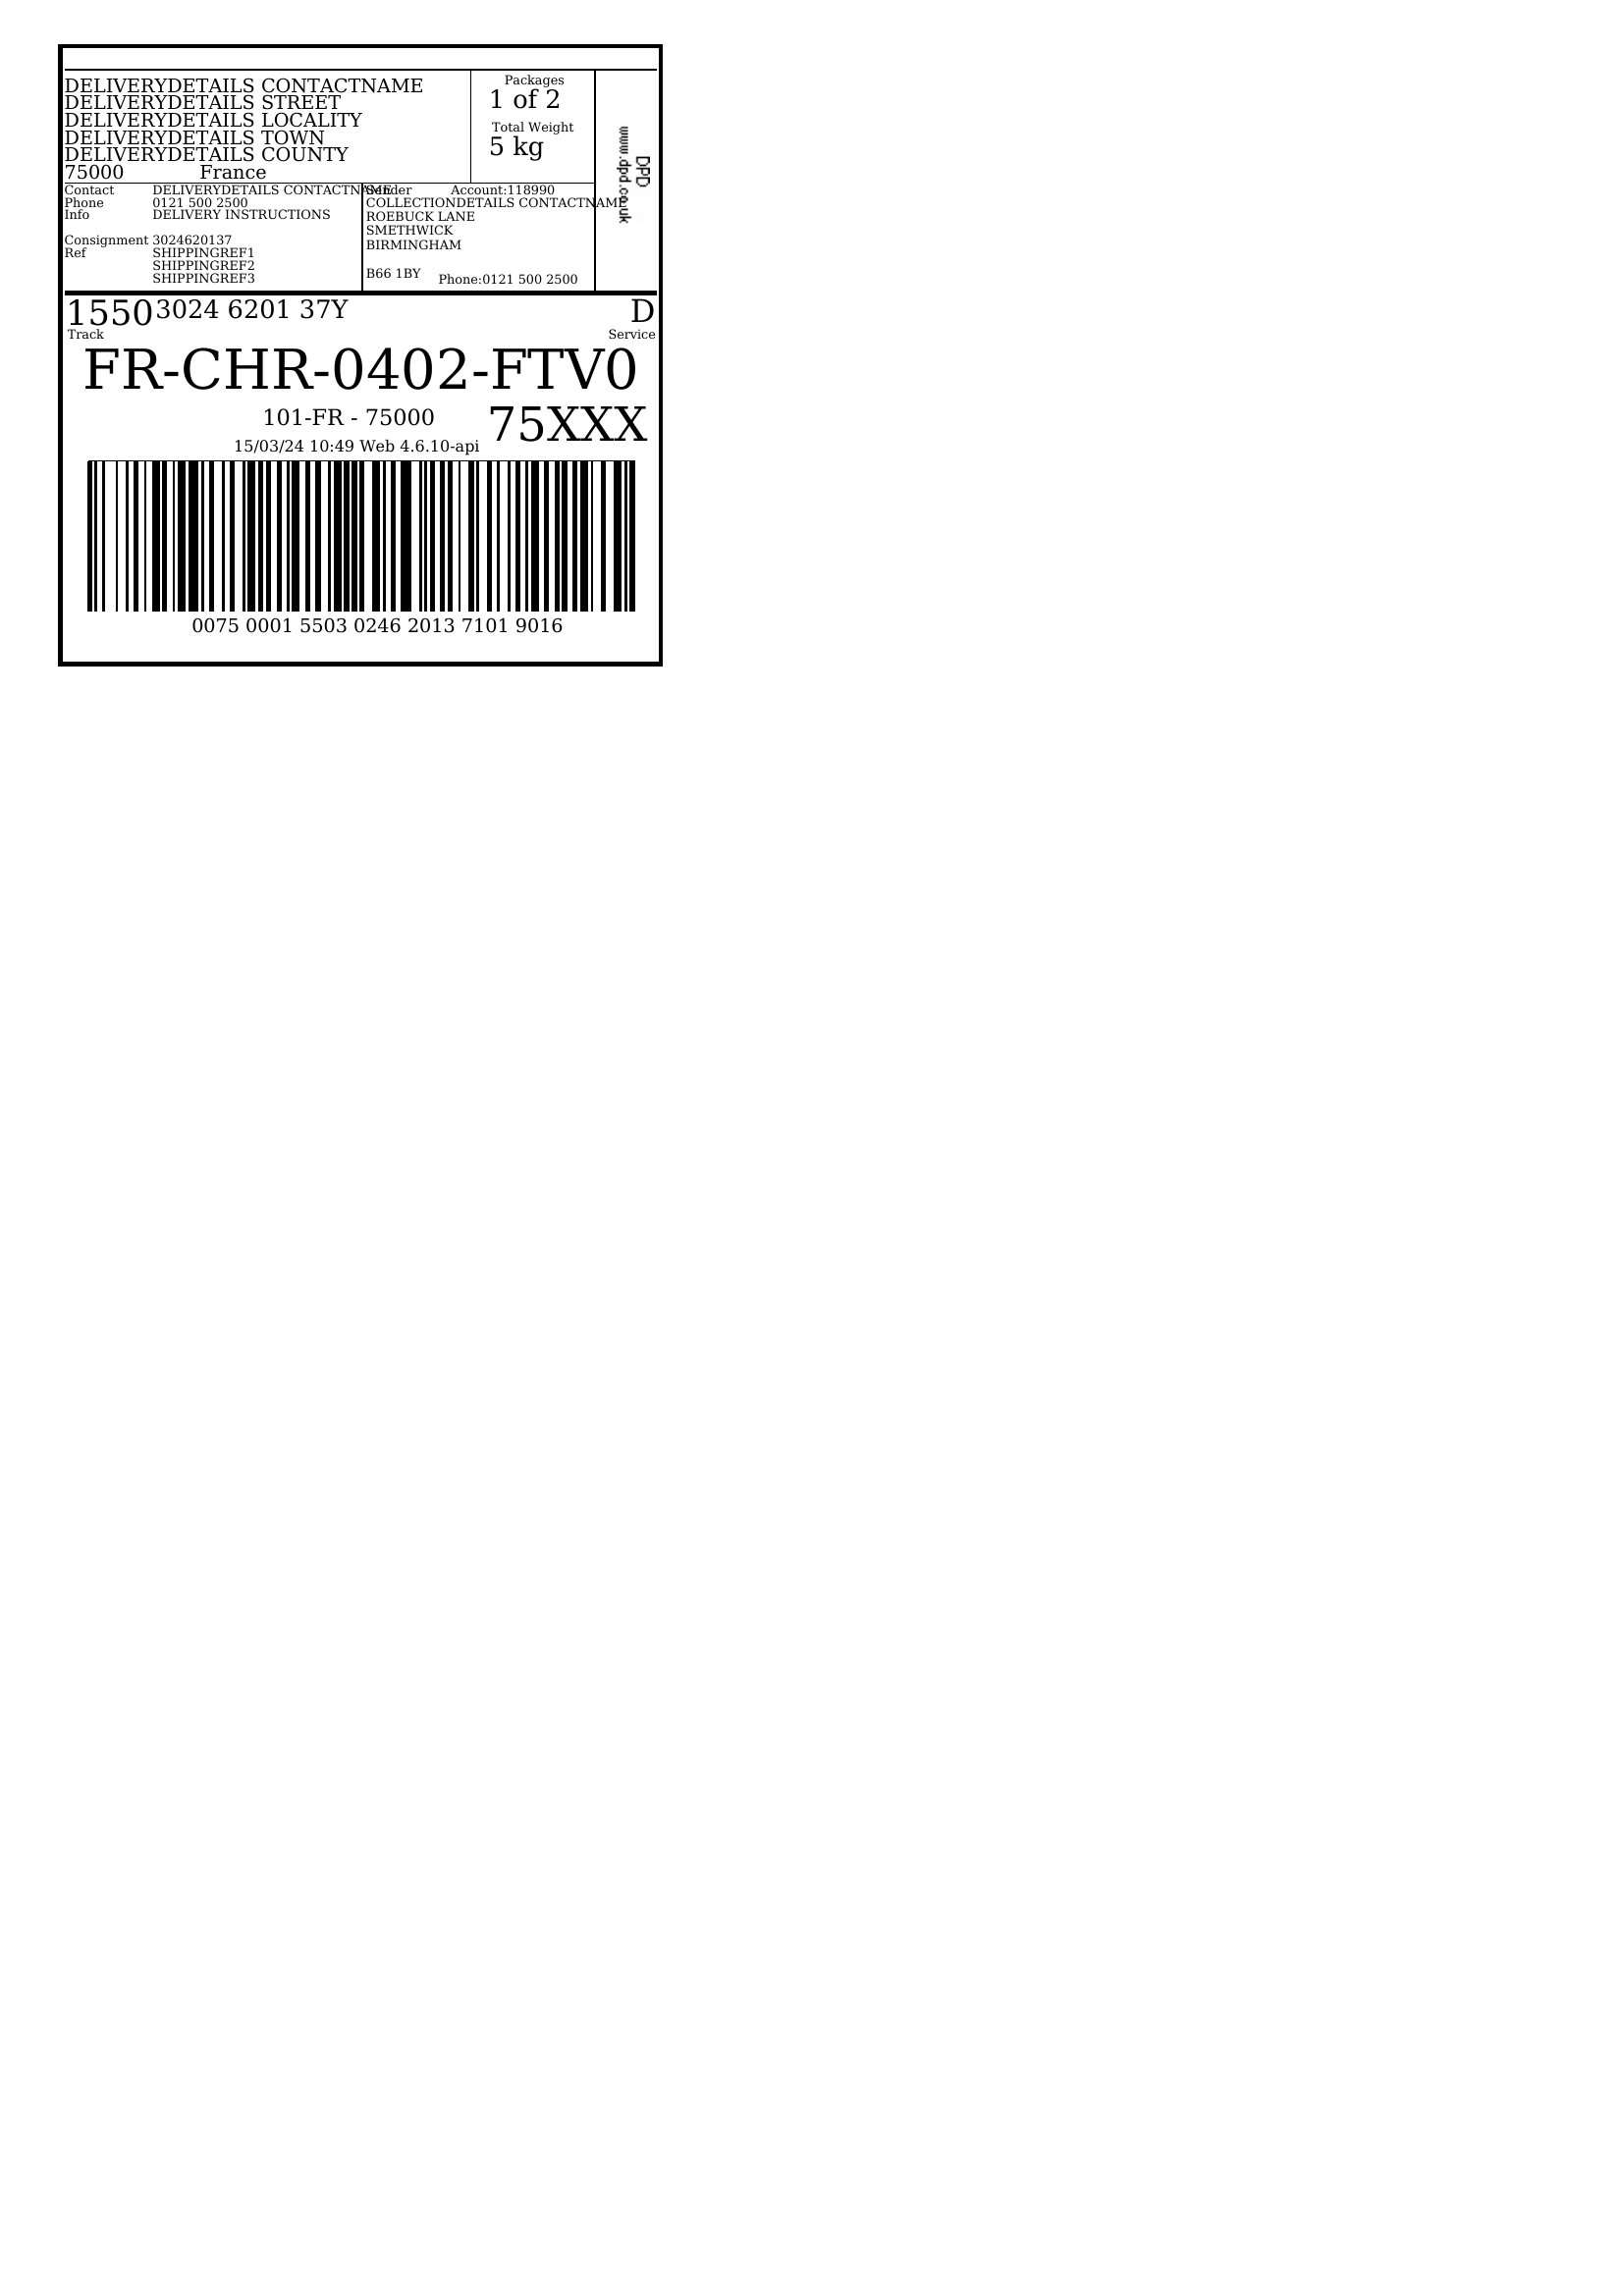 DELIVERYDETAILS CONTACTNAME
DELIVERYDETAILS STREET
DELIVERYDETAILS LOCALITY
DELIVERYDETAILS TOWN
DELIVERYDETAILS COUNTY
75000 France
Packages
1 of 2
Total Weight
5 kg
DPD
www.dpd.co.uk
Contact DELIVERYDETAILS CONTACTNAME
Phone 0121 500 2500
Info DELIVERY INSTRUCTIONS
Consignment 3024620137
Ref SHIPPINGREF1
SHIPPINGREF2
SHIPPINGREF3
Sender Account:118990
COLLECTIONDETAILS CONTACTNAME
ROEBUCK LANE
SMETHWICK
BIRMINGHAM
B66 1BY Phone:0121 500 2500
1550 3024 6201 37Y D
Track Service
FR-CHR-0402-FTV0
101-FR - 75000 75XXX
15/03/24 10:49 Web 4.6.10-api
0075 0001 5503 0246 2013 7101 9016